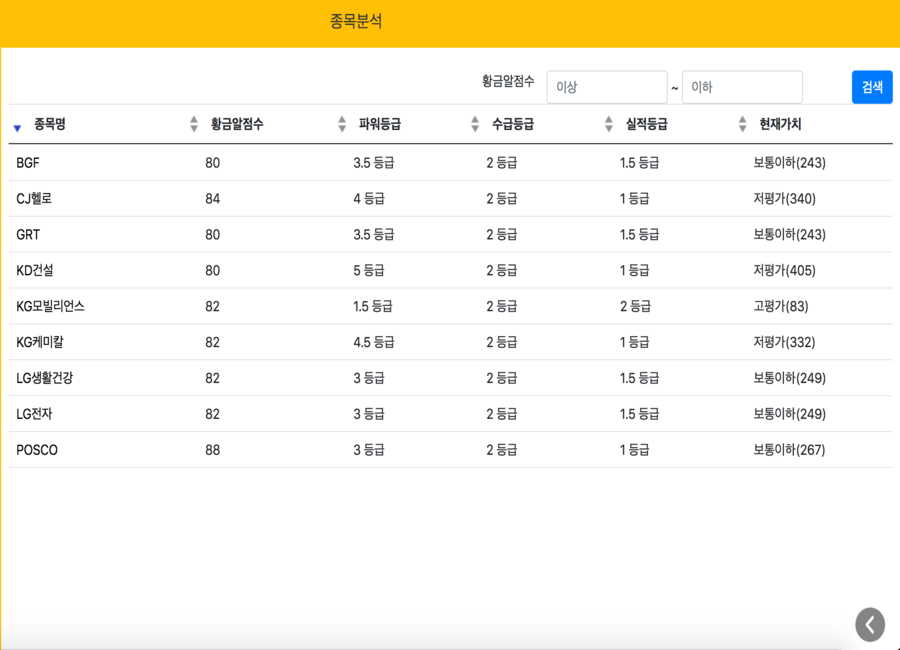 종목분석
황금알점수 이상 ~ 이하 검색
종목명 황금알점수 파워등급 수급등급 실적등급 현재가치
BGF 80 3.5 등급 2 등급 1.5 등급 보통이하(243)
CJ헬로 84 4 등급 2 등급 1 등급 저평가(340)
GRT 80 3.5 등급 2 등급 1.5 등급 보통이하(243)
KD건설 80 5 등급 2 등급 1 등급 저평가(405)
KG모빌리언스 82 1.5 등급 2 등급 2 등급 고평가(83)
KG케미칼 82 4.5 등급 2 등급 1 등급 저평가(332)
LG생활건강 82 3 등급 2 등급 1.5 등급 보통이하(249)
LG전자 82 3 등급 2 등급 1.5 등급 보통이하(249)
POSCO 88 3 등급 2 등급 1 등급 보통이하(267)